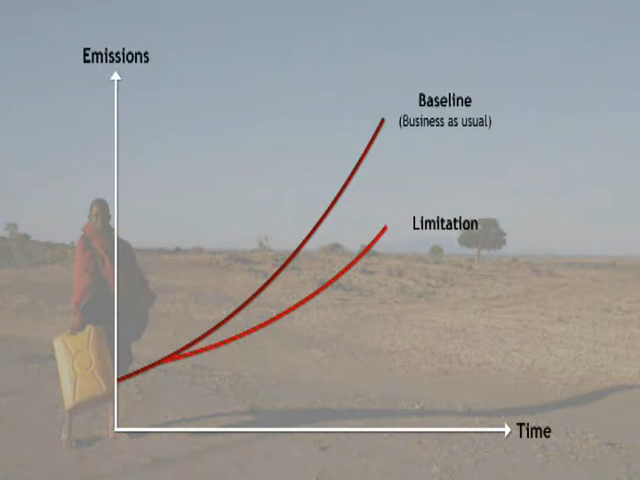 Emissions
Baseline
(Business as usual)
Limitation
Time